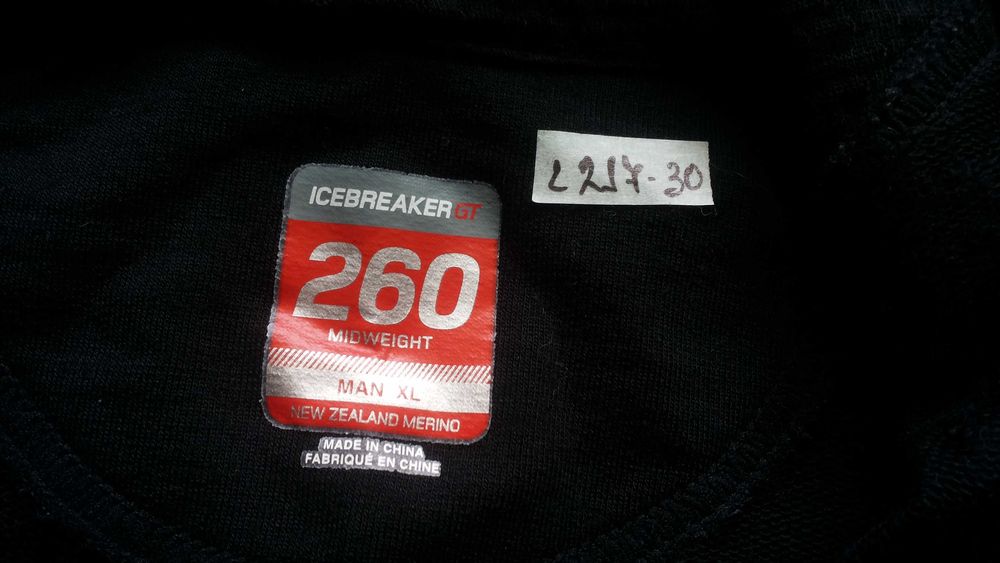 ICEBREAKER GT
260
MIDWEIGHT
MAN XL
NEW ZEALAND MERINO
MADE IN CHINA
FABRIQUÉ EN CHINE